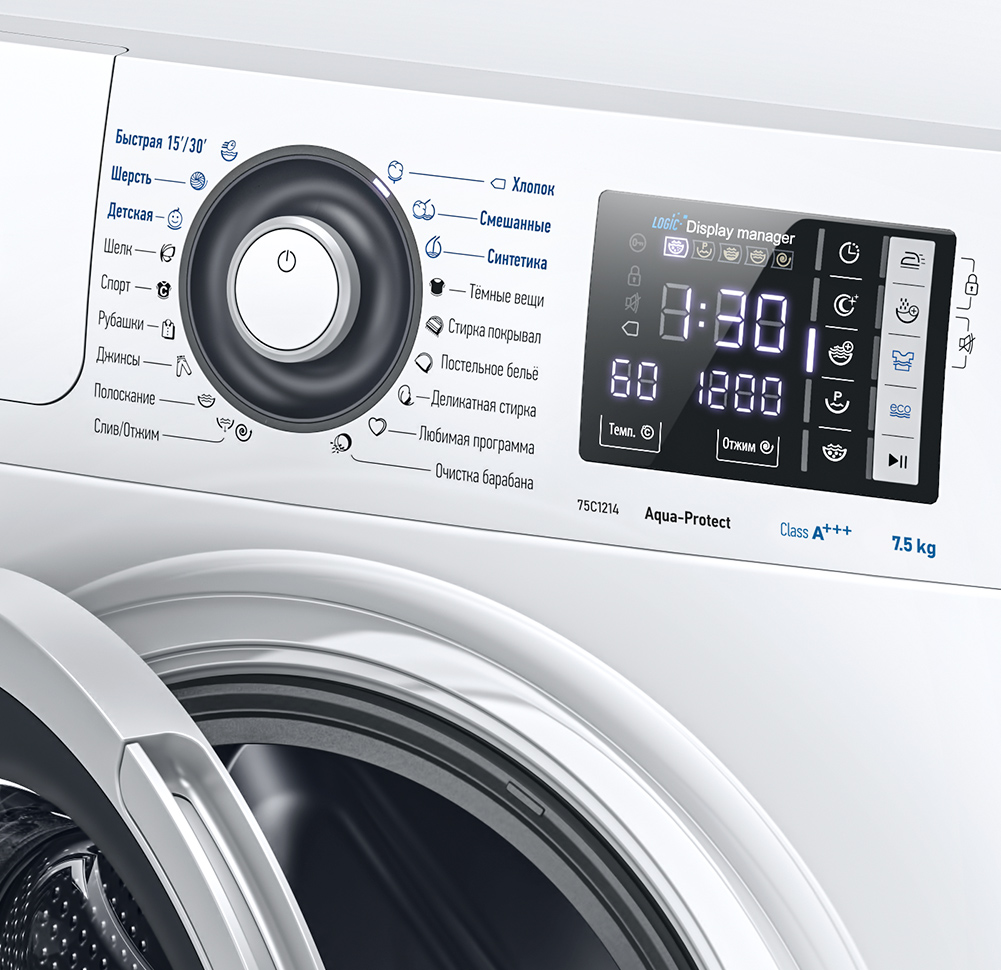 Быстрая 15'/30'
Шерсть
Детская
Шелк
Спорт
Рубашки
Джинсы
Полоскание
Слив/Отжим
Хлопок
Смешанные
Синтетика
Тёмные вещи
Стирка покрывал
Постельное бельё
Деликатная стирка
Любимая программа
Очистка барабана
LOGIC Display manager
P
1:30
60 1200
Темп. C
Отжим
P
eco
75C1214 Aqua-Protect Class A+++ 7.5 kg